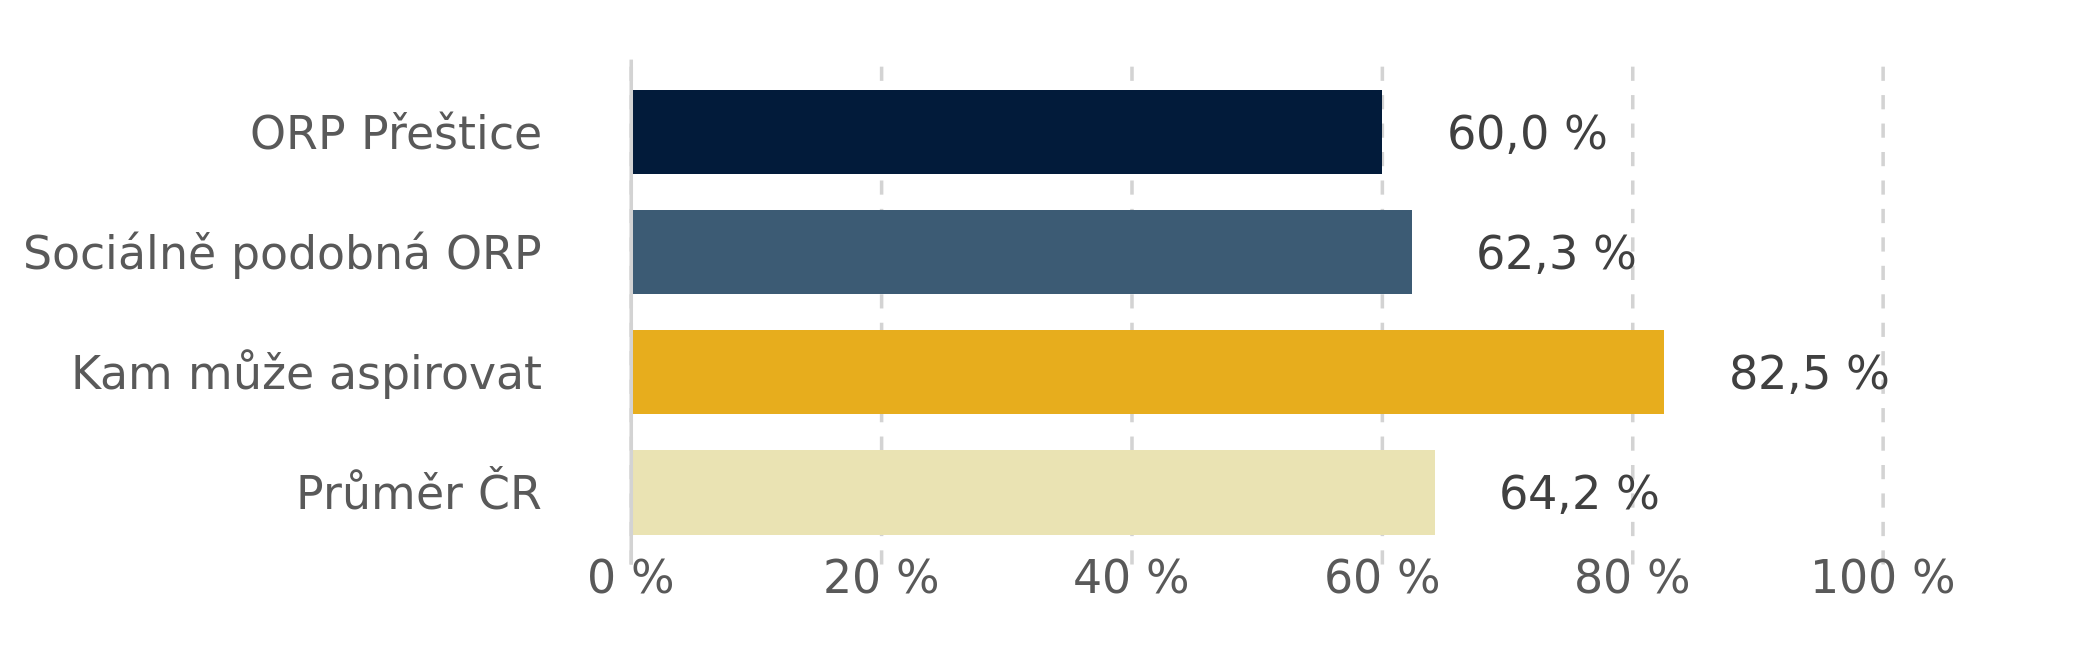 ORP Přeštice 60,0 %
Sociálně podobná ORP 62,3 %
Kam může aspirovat 82,5 %
Průměr ČR 64,2 %
0 % 20 % 40 % 60 % 80 % 100 %